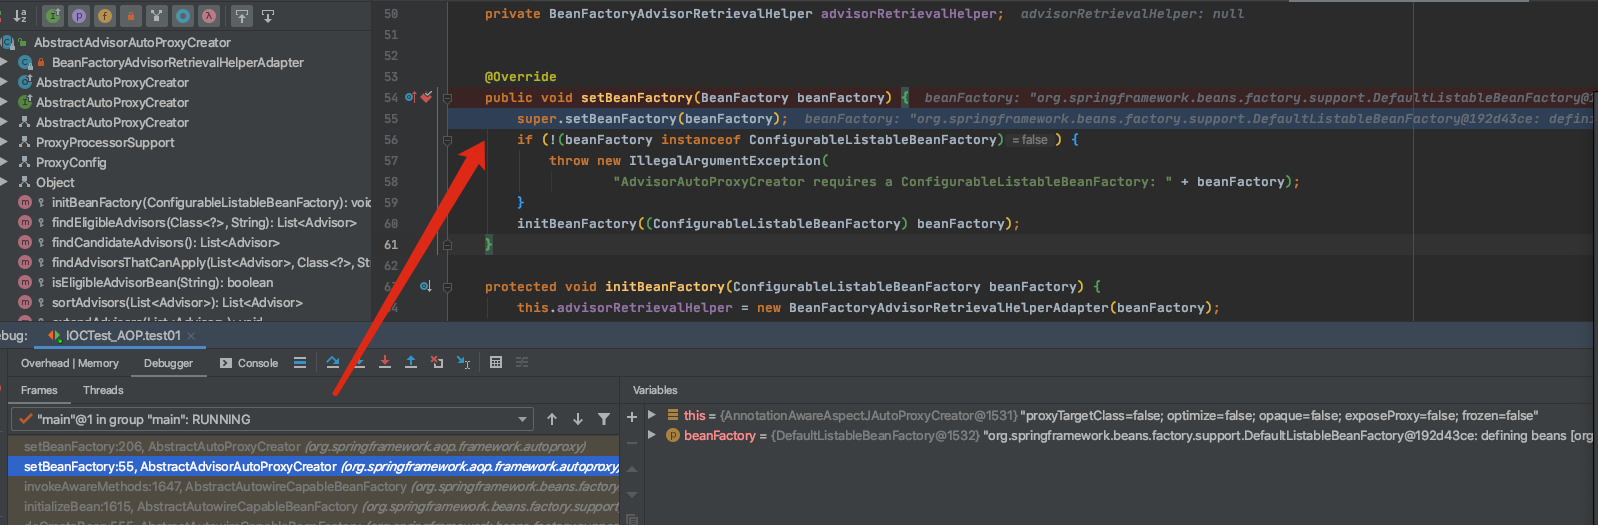 AbstractAdvisorAutoProxyCreator
BeanFactoryAdvisorRetrievalHelperAdapter
AbstractAutoProxyCreator
AbstractAutoProxyCreator
AbstractAutoProxyCreator
ProxyProcessorSupport
ProxyConfig
Object
initBeanFactory(ConfigurableListableBeanFactory): voi
findEligibleAdvisors(Class<?>, String): List<Advisor>
findCandidateAdvisors(): List<Advisor>
findAdvisorsThatCanApply(List<Advisor>, Class<?>, St
isEligibleAdvisorBean(String): boolean
sortAdvisors(List<Advisor>): List<Advisor>
50 private BeanFactoryAdvisorRetrievalHelper advisorRetrievalHelper; advisorRetrievalHelper: null
51
52
53 @Override
54 public void setBeanFactory(BeanFactory beanFactory) { beanFactory: "org.springframework.beans.factory.support.DefaultListableBeanFactory@1
55 super.setBeanFactory(beanFactory); beanFactory: "org.springframework.beans.factory.support.DefaultListableBeanFactory@192d43ce: defini
56 if (!(beanFactory instanceof ConfigurableListableBeanFactory) = false ) {
57 throw new IllegalArgumentException(
58 "AdvisorAutoProxyCreator requires a ConfigurableListableBeanFactory: " + beanFactory);
59 }
60 initBeanFactory((ConfigurableListableBeanFactory) beanFactory);
61 }
62
63 protected void initBeanFactory(ConfigurableListableBeanFactory beanFactory) {
64 this.advisorRetrievalHelper = new BeanFactoryAdvisorRetrievalHelperAdapter(beanFactory);
ebug: IOCTest_AOP.test01 ×
Overhead | Memory Debugger Console
Frames Threads
"main"@1 in group "main": RUNNING
setBeanFactory:206, AbstractAutoProxyCreator (org.springframework.aop.framework.autoproxy)
setBeanFactory:55, AbstractAdvisorAutoProxyCreator (org.springframework.aop.framework.autoproxy)
invokeAwareMethods:1647, AbstractAutowireCapableBeanFactory (org.springframework.beans.factory
initializeBean:1615, AbstractAutowireCapableBeanFactory (org.springframework.beans.factory.support
Variables
this = {AnnotationAwareAspectJAutoProxyCreator@1531} "proxyTargetClass=false; optimize=false; opaque=false; exposeProxy=false; frozen=false"
beanFactory = {DefaultListableBeanFactory@1532} "org.springframework.beans.factory.support.DefaultListableBeanFactory@192d43ce: defining beans [org